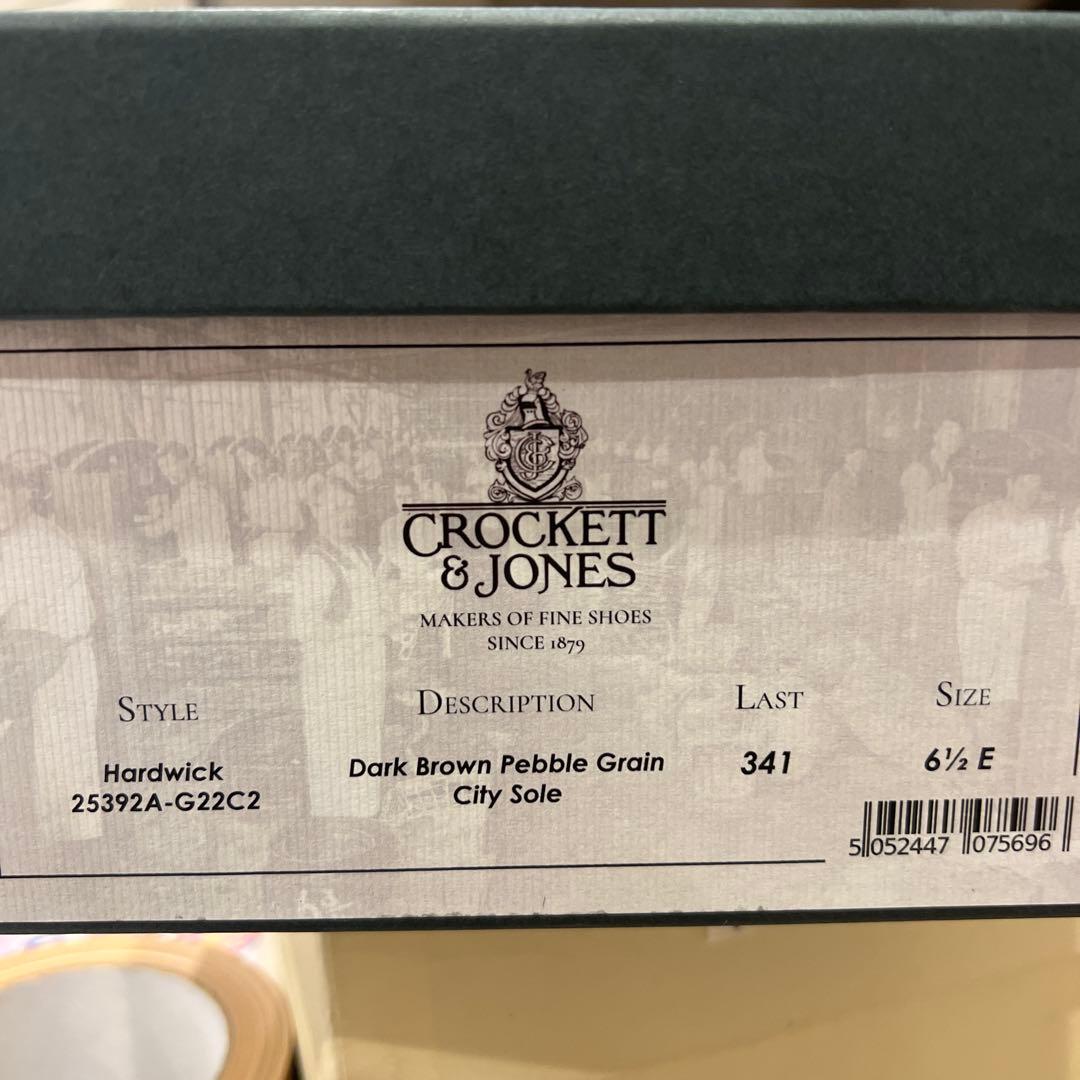 CROCKETT
& JONES
MAKERS OF FINE SHOES
SINCE 1879
STYLE
DESCRIPTION
LAST
SIZE
Hardwick
25392A-G22C2
Dark Brown Pebble Grain
City Sole
341
6½ E
5 052447 075696